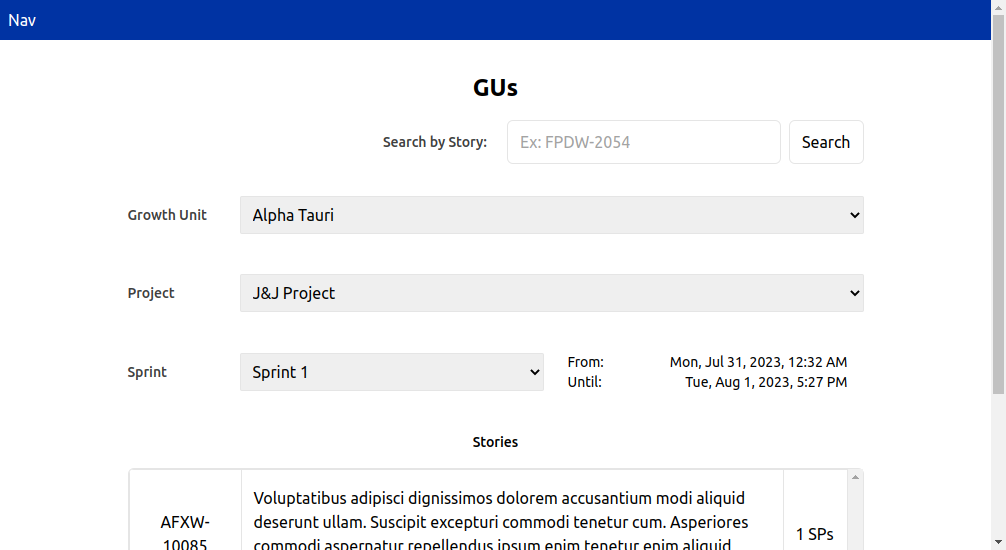 Nav
GUs
Search by Story:
Ex: FPDW-2054
Search
Growth Unit
Alpha Tauri
Project
J&J Project
Sprint
Sprint 1
From:
Mon, Jul 31, 2023, 12:32 AM
Until:
Tue, Aug 1, 2023, 5:27 PM
Stories
AFXW-
10085
Voluptatibus adipisci dignissimos dolorem accusantium modi aliquid
deserunt ullam. Suscipit excepturi commodi tenetur cum. Asperiores
commodi aspernatur repellendus ipsum enim tenetur enim aliquid
1 SPs